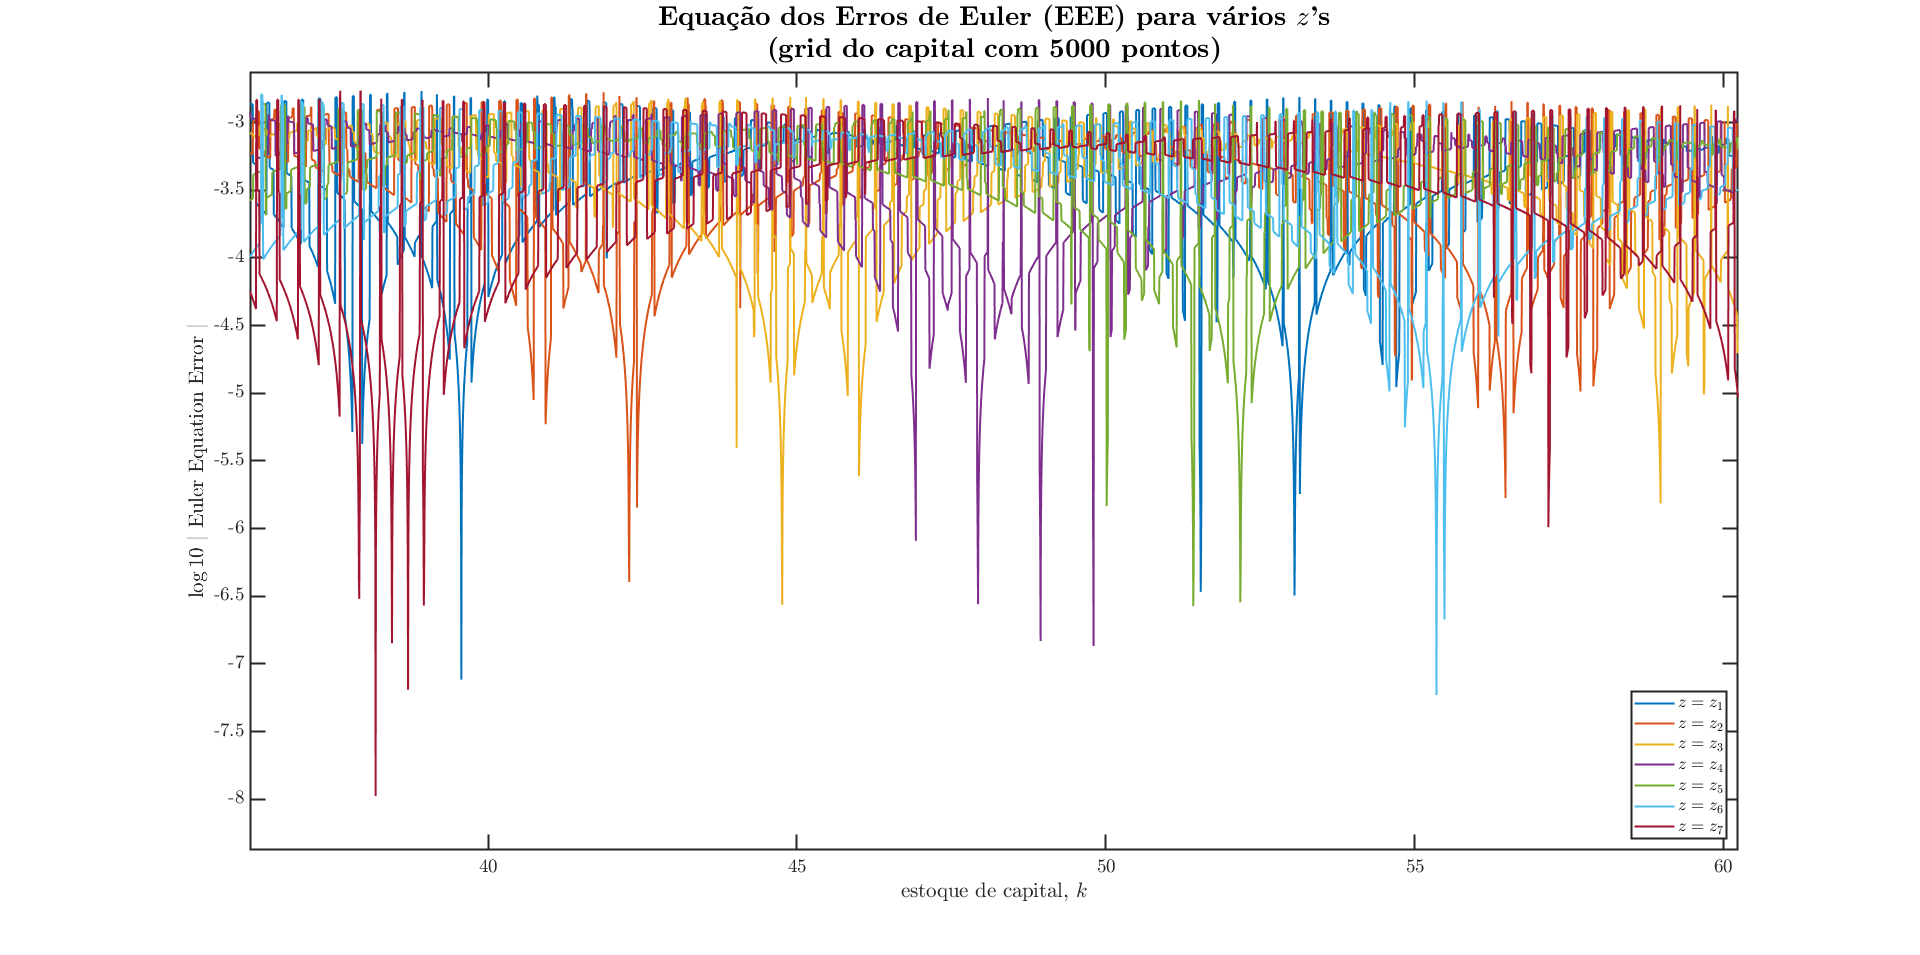 Equação dos Erros de Euler (EEE) para vários z's
(grid do capital com 5000 pontos)
log 10 | Euler Equation Error |
-3
-3.5
-4
-4.5
-5
-5.5
-6
-6.5
-7
-7.5
-8
40
45
50
55
60
estoque de capital, k
z = z₁
z = z₂
z = z₃
z = z₄
z = z₅
z = z₆
z = z₇